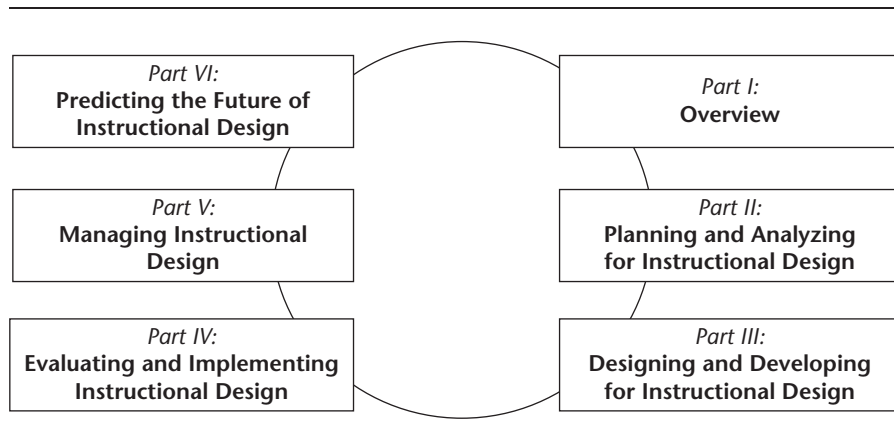 Part VI:
Predicting the Future of
Instructional Design
Part I:
Overview
Part V:
Managing Instructional
Design
Part II:
Planning and Analyzing
for Instructional Design
Part IV:
Evaluating and Implementing
Instructional Design
Part III:
Designing and Developing
for Instructional Design